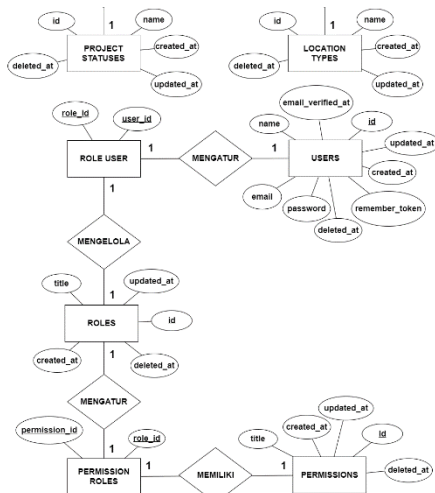 1
1
id
name
id
name
PROJECT
STATUSES
created_at
LOCATION
TYPES
created_at
deleted_at
updated_at
deleted_at
updated_at
email_verified_at
role_id
user_id
name
id
updated_at
ROLE USER
1
MENGATUR
1
USERS
created_at
1
email
password
remember_token
deleted_at
MENGELOLA
title
updated_at
1
ROLES
id
1
created_at
deleted_at
MENGATUR
updated_at
created_at
permission_id
role_id
title
id
1
PERMISSION
ROLES
1
MEMILIKI
1
PERMISSIONS
deleted_at